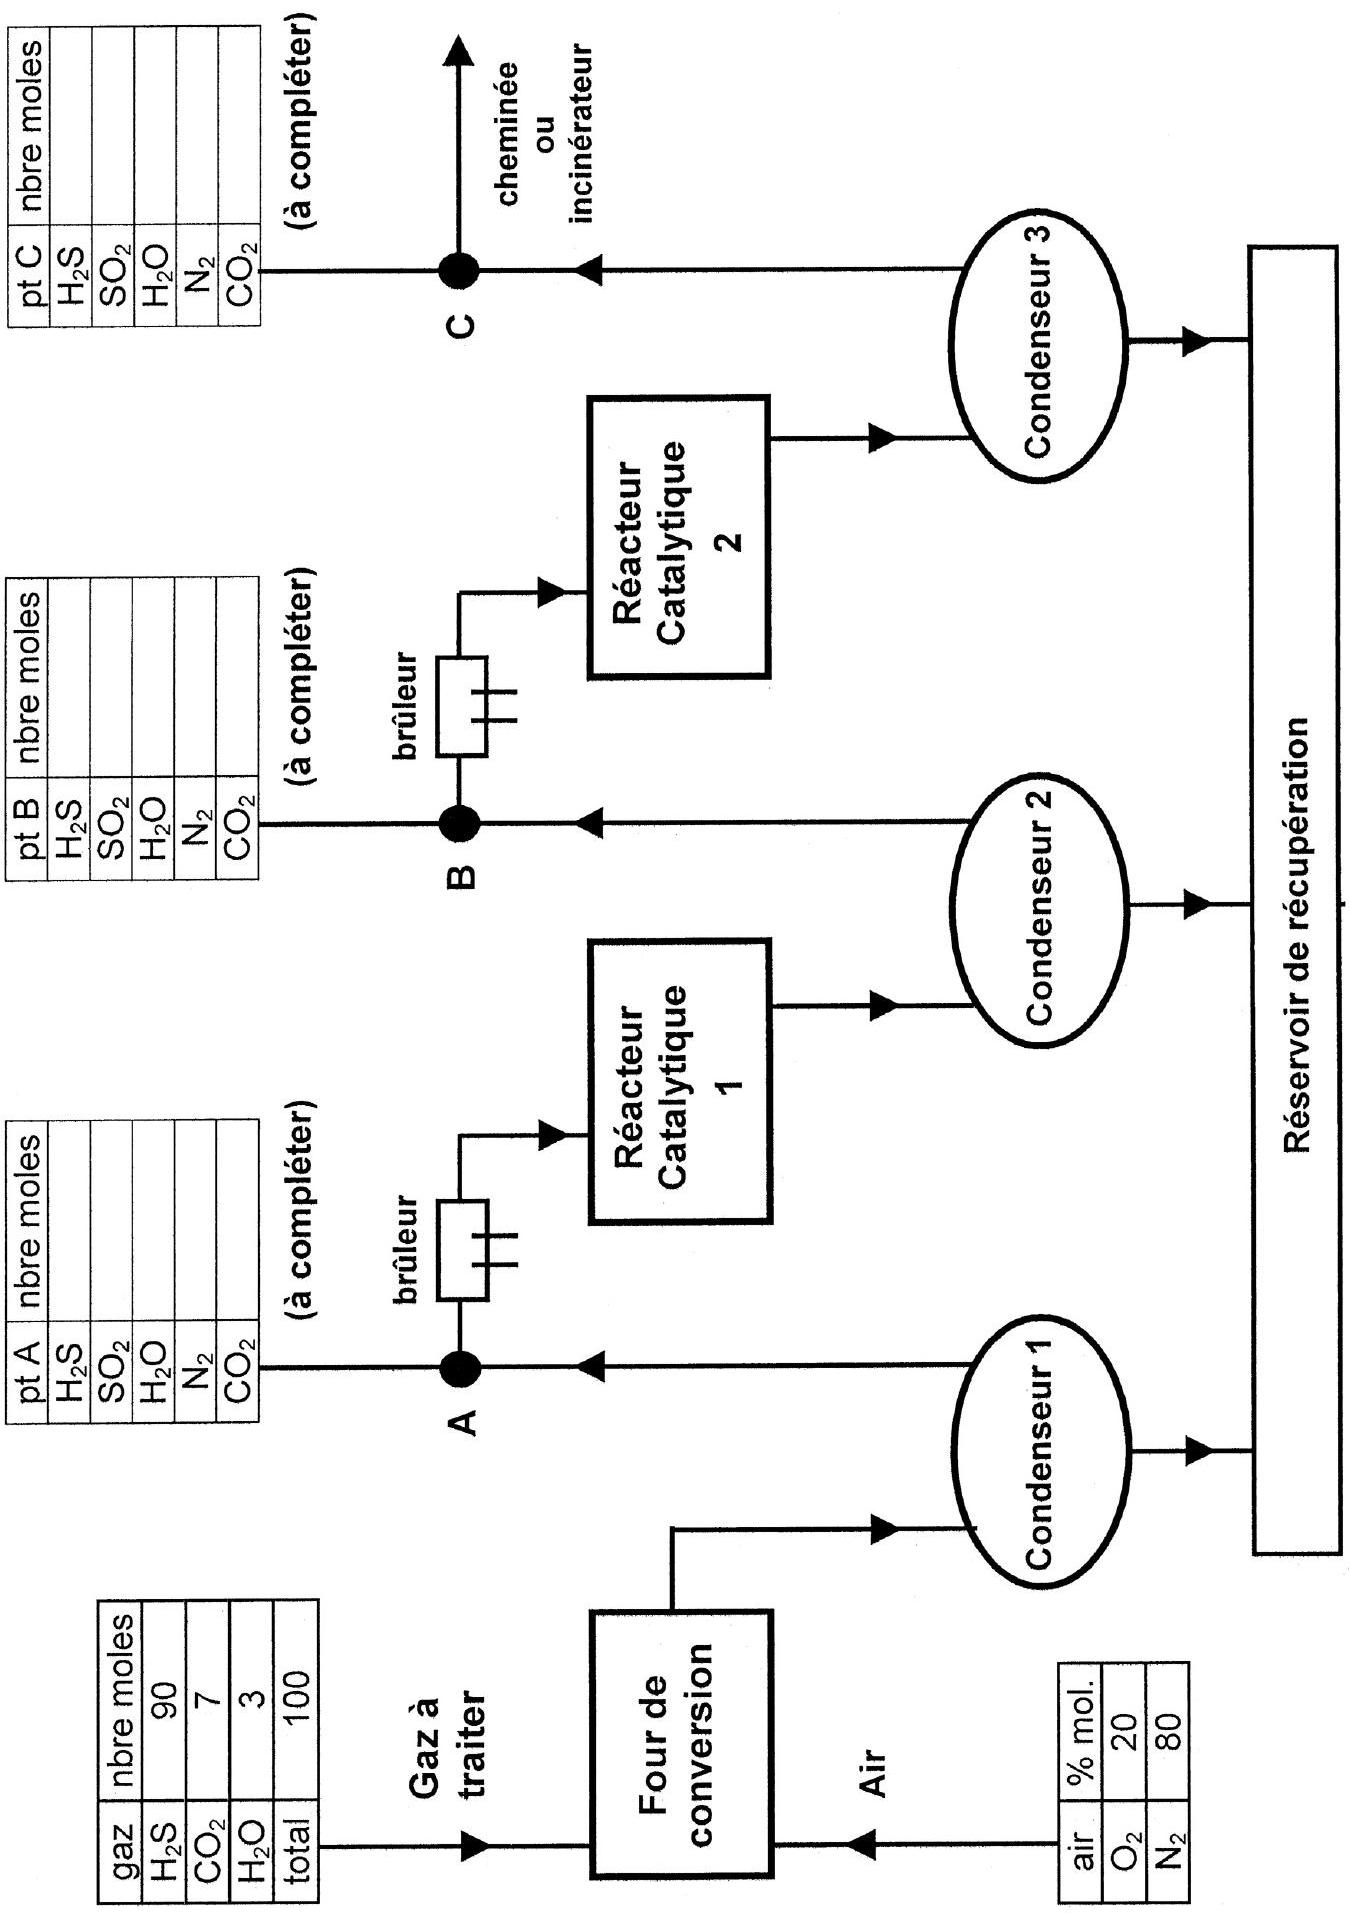 gaz nbre moles
H₂S 90
CO₂ 7
H₂O 3
total 100
pt A nbre moles
H₂S
SO₂
H₂O
N₂
CO₂
(à compléter)
pt B nbre moles
H₂S
SO₂
H₂O
N₂
CO₂
(à compléter)
pt C nbre moles
H₂S
SO₂
H₂O
N₂
CO₂
(à compléter)
Gaz à
traiter
A
brûleur
B
brûleur
C
cheminée
ou
incinérateur
Four de
conversion
Réacteur
Catalytique
1
Réacteur
Catalytique
2
Air
Condenseur 1
Condenseur 2
Condenseur 3
air % mol.
O₂ 20
N₂ 80
Réservoir de récupération